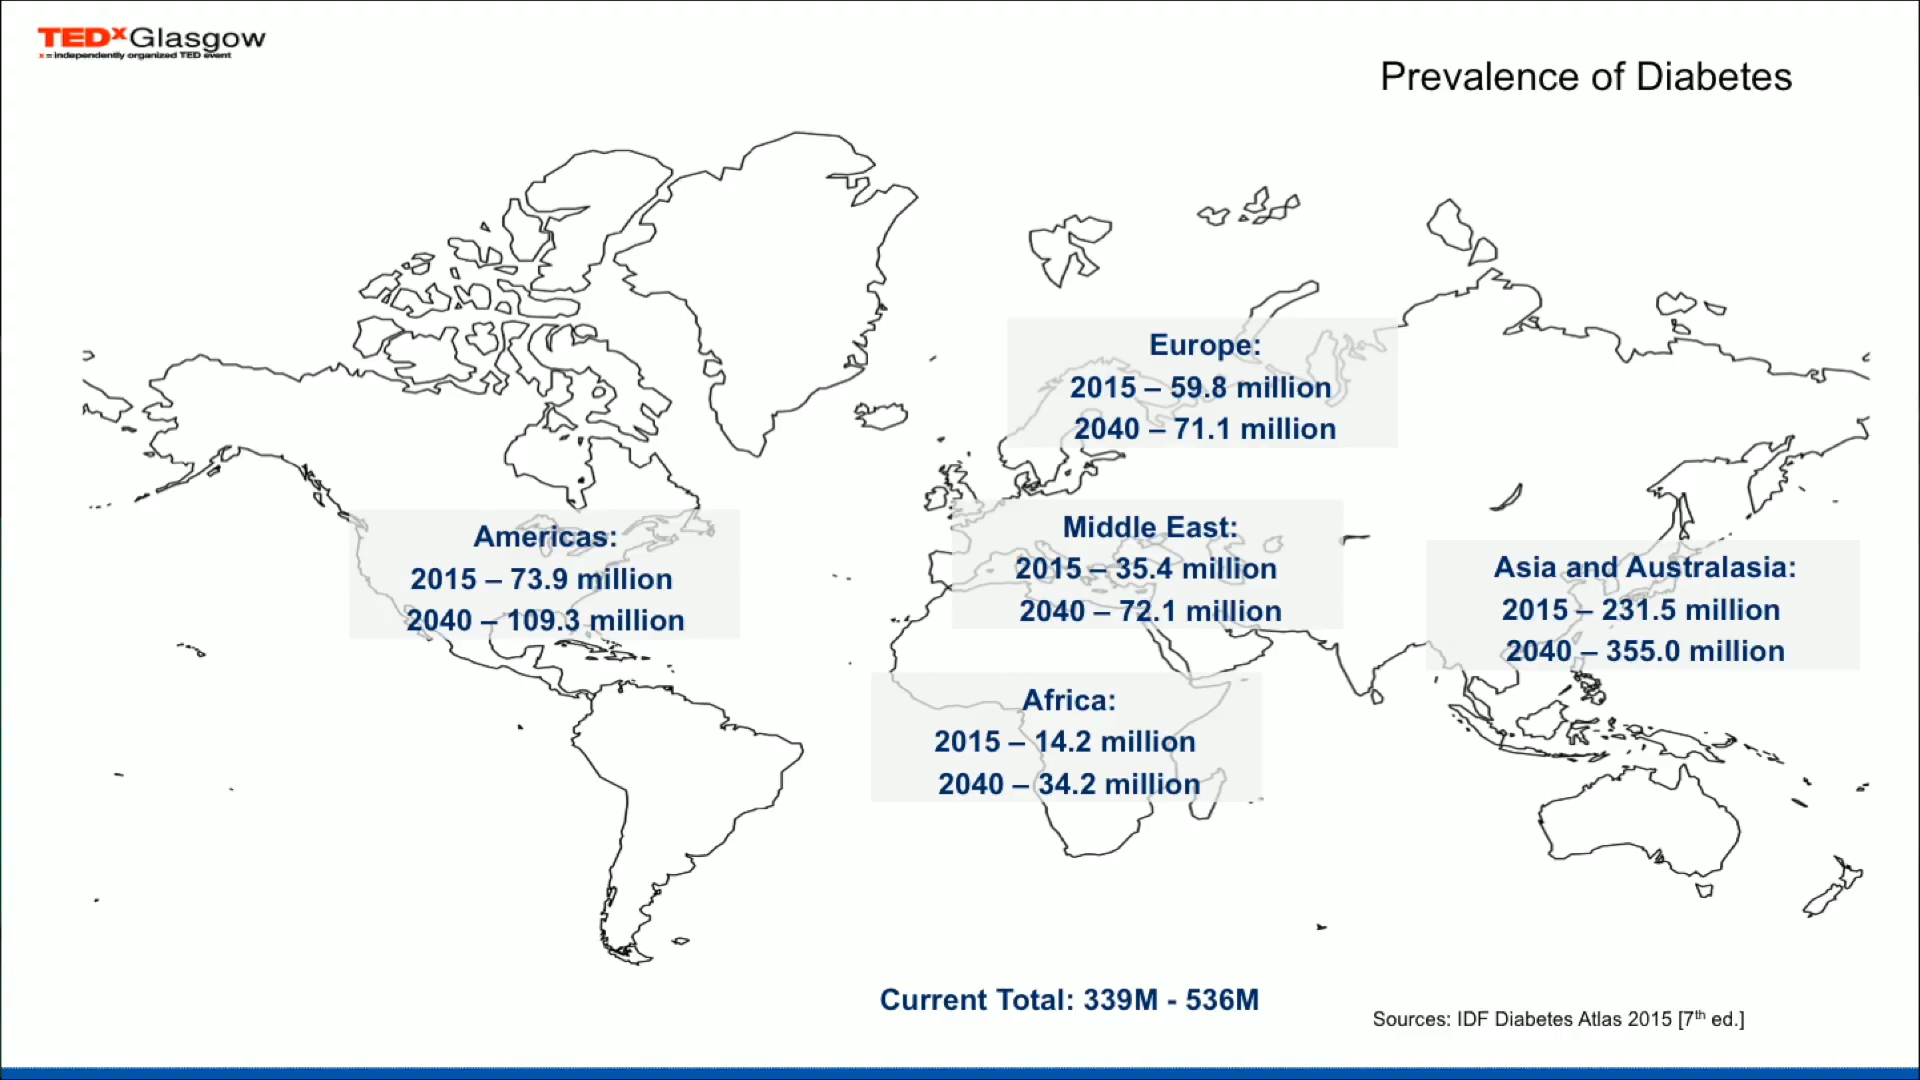 TEDxGlasgow
x = independently organized TED event
Prevalence of Diabetes
Europe:
2015 – 59.8 million
2040 – 71.1 million
Americas:
2015 – 73.9 million
2040 – 109.3 million
Middle East:
2015 – 35.4 million
2040 – 72.1 million
Asia and Australasia:
2015 – 231.5 million
2040 – 355.0 million
Africa:
2015 – 14.2 million
2040 – 34.2 million
Current Total: 339M - 536M
Sources: IDF Diabetes Atlas 2015 [7th ed.]